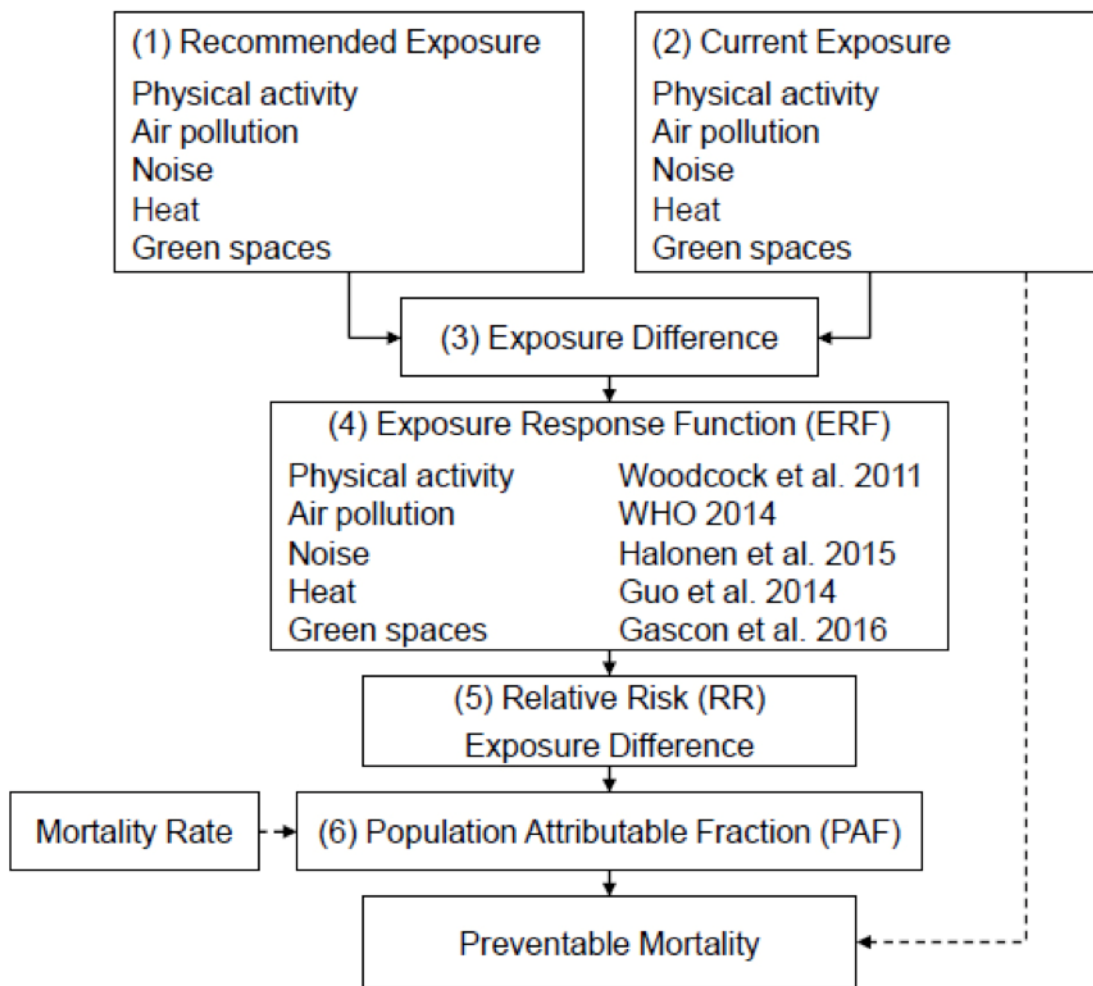 (1) Recommended Exposure
Physical activity
Air pollution
Noise
Heat
Green spaces
(2) Current Exposure
Physical activity
Air pollution
Noise
Heat
Green spaces
(3) Exposure Difference
(4) Exposure Response Function (ERF)
Physical activity Woodcock et al. 2011
Air pollution WHO 2014
Noise Halonen et al. 2015
Heat Guo et al. 2014
Green spaces Gascon et al. 2016
(5) Relative Risk (RR)
Exposure Difference
Mortality Rate
(6) Population Attributable Fraction (PAF)
Preventable Mortality